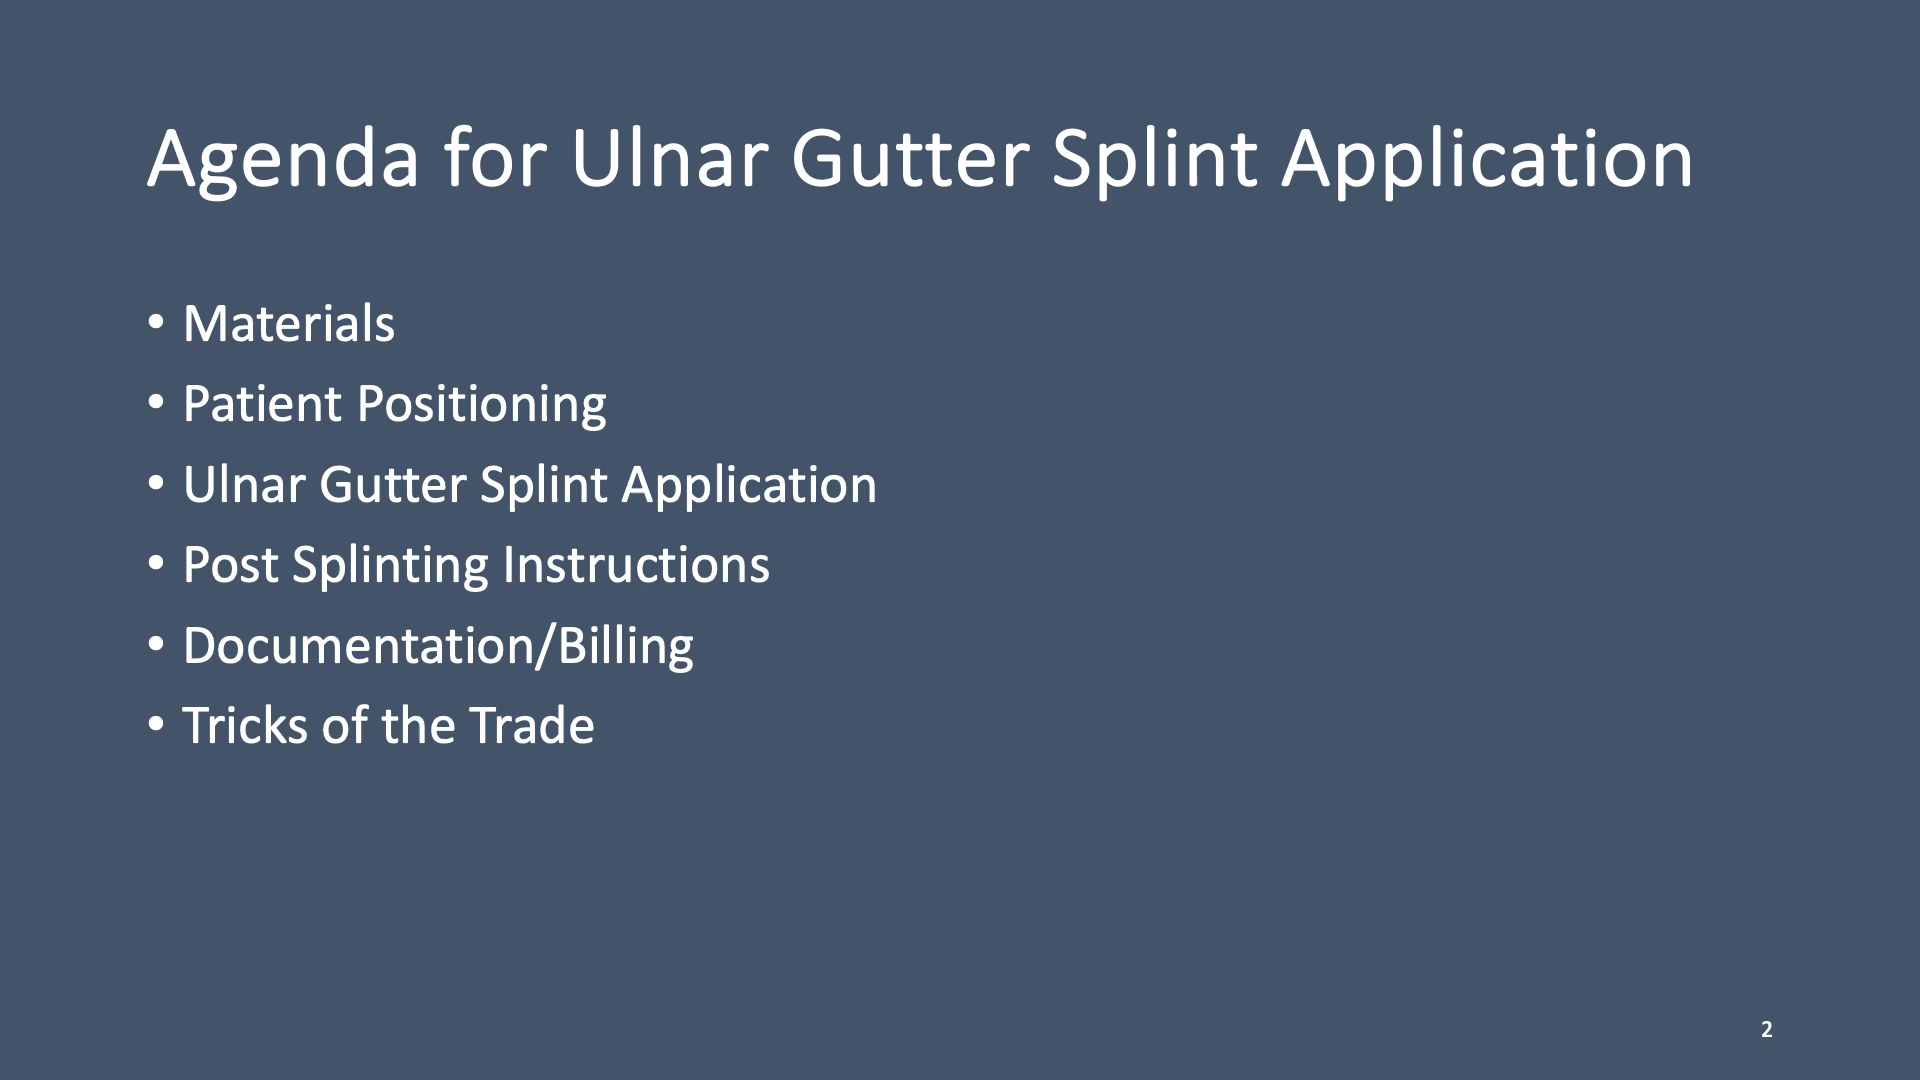 Agenda for Ulnar Gutter Splint Application
• Materials
• Patient Positioning
• Ulnar Gutter Splint Application
• Post Splinting Instructions
• Documentation/Billing
• Tricks of the Trade
2